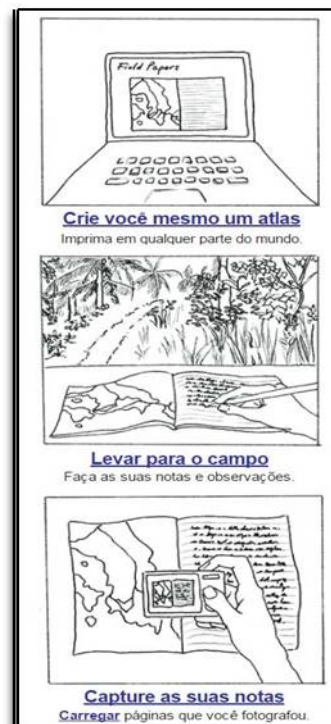 Field Papers
Crie você mesmo um atlas
Imprima em qualquer parte do mundo.
Levar para o campo
Faça as suas notas e observações.
Capture as suas notas
Carregar páginas que você fotografou.